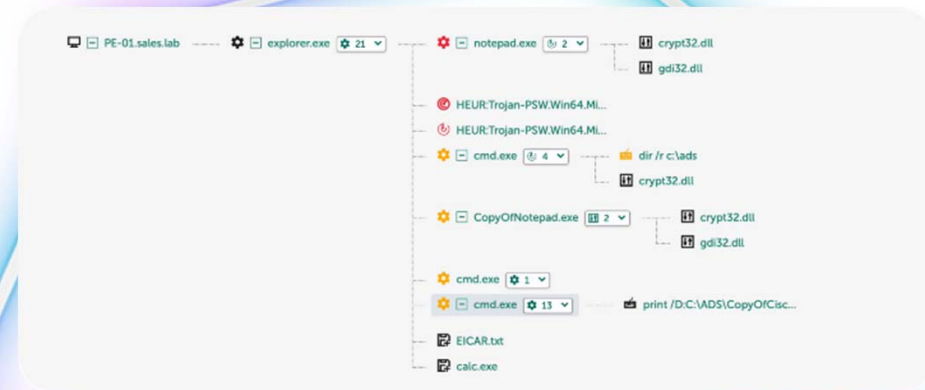 PE-01.sales.lab explorer.exe 21 notepad.exe 2 crypt32.dll
gdi32.dll
HEUR:Trojan-PSW.Win64.Mi...
HEUR:Trojan-PSW.Win64.Mi...
cmd.exe 4 dir /r c:\ads
crypt32.dll
CopyOfNotepad.exe 2 crypt32.dll
gdi32.dll
cmd.exe 1
cmd.exe 13 print /D:C:\ADS\CopyOfCisc...
EICAR.txt
calc.exe